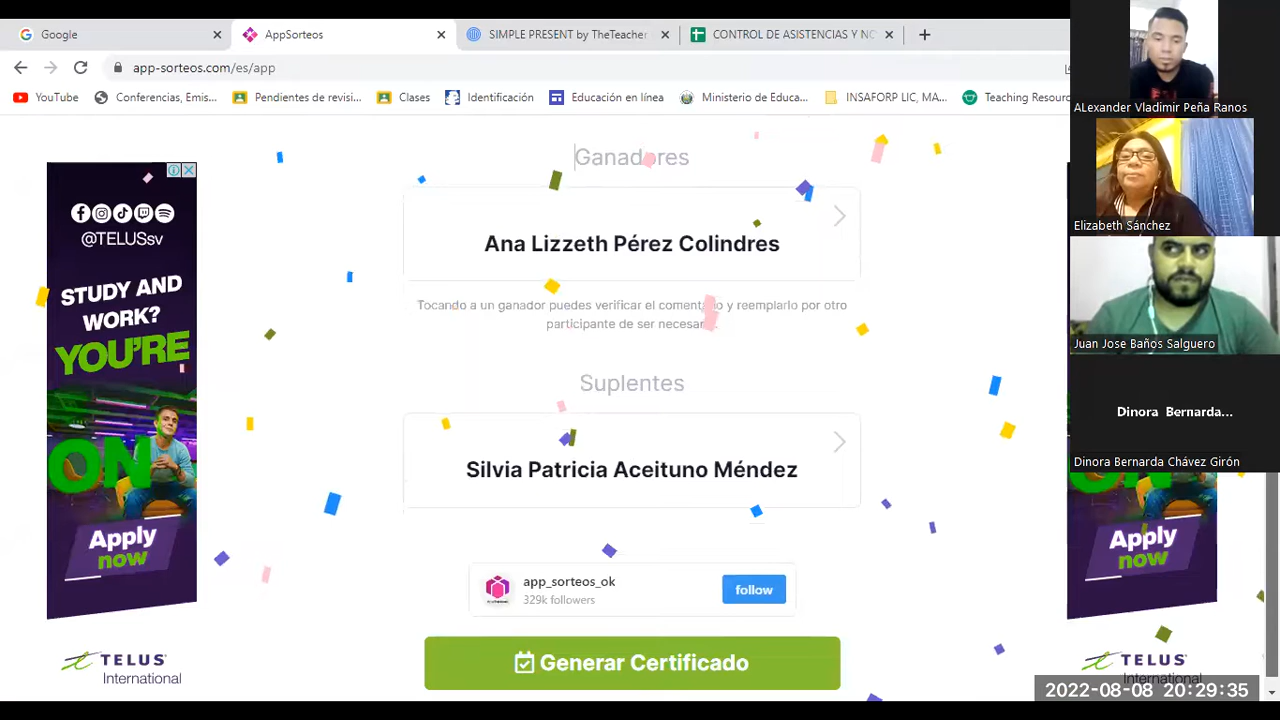 Google
AppSorteos
SIMPLE PRESENT by TheTeacher
CONTROL DE ASISTENCIAS Y NO
app-sorteos.com/es/app
YouTube
Conferencias, Emis...
Pendientes de revisi...
Clases
Identificación
Educación en línea
Ministerio de Educa...
INSAFORP LIC, MA...
Teaching Resour
ALexander Vladimir Peña Ranos
Elizabeth Sánchez
Juan Jose Baños Salguero
Dinora Bernarda...
Dinora Bernarda Chávez Girón
@TELUSsv
STUDY AND
WORK?
YOU'RE
ON
Apply
now
TELUS
International
Ganadores
Ana Lizzeth Pérez Colindres
Tocando a un ganador puedes verificar el comentario y reemplarlo por otro
participante de ser necesario.
Suplentes
Silvia Patricia Aceituno Méndez
app_sorteos_ok
329k followers
follow
Generar Certificado
ON
Apply
now
TELUS
International
2022-08-08 20:29:35